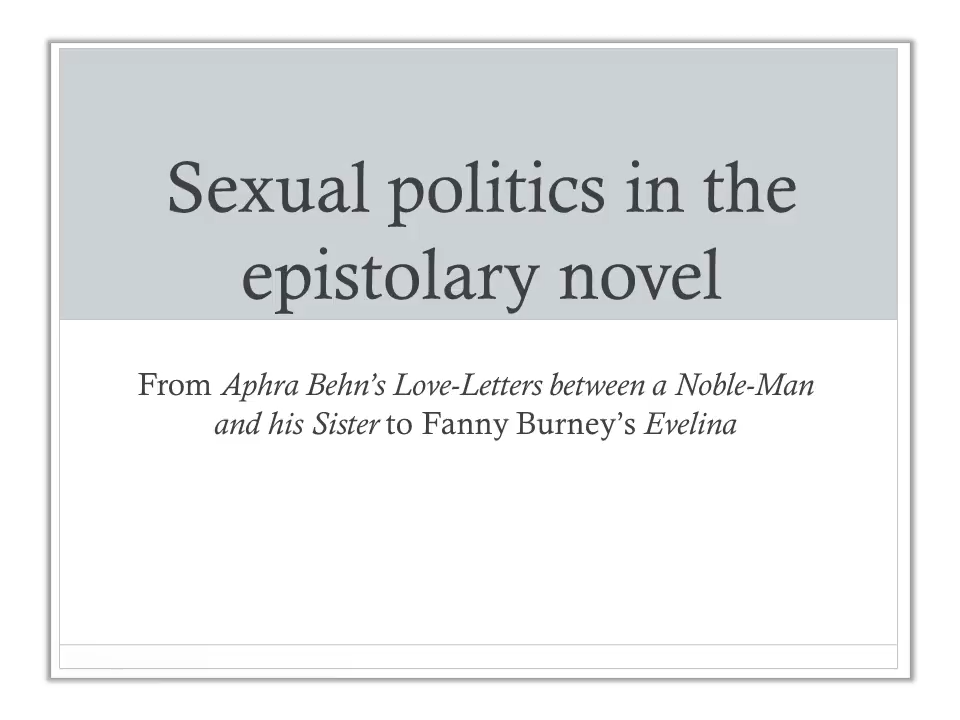 Sexual politics in the
epistolary novel
From Aphra Behn’s Love-Letters between a Noble-Man
and his Sister to Fanny Burney’s Evelina